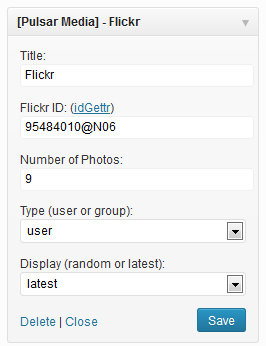 [Pulsar Media] - Flickr
Title:
Flickr
Flickr ID: (idGettr)
95484010@N06
Number of Photos:
9
Type (user or group):
user
Display (random or latest):
latest
Delete | Close
Save